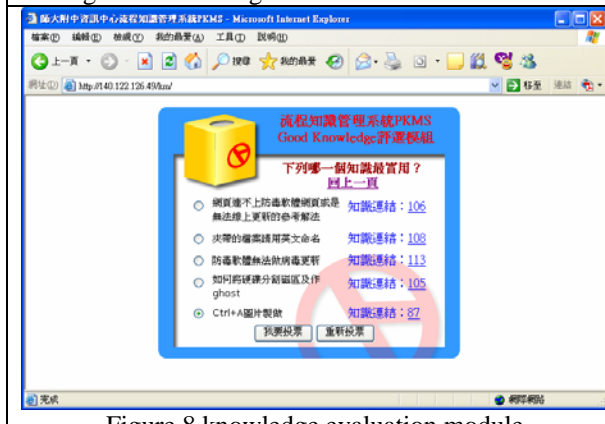 師大附中資訊中心流程知識管理系統PKMS - Microsoft Internet Explorer
檔案(F) 編輯(E) 檢視(V) 我的最愛(A) 工具(T) 說明(H)
上一頁 搜尋 我的最愛
網址(D) http://140.122.126.49/km/ 移至 連結
流程知識管理系統PKMS
Good Knowledge評選模組
下列哪一個知識最實用？
回上一頁
網頁連不上防毒軟體網頁或是無法線上更新的參考解法 知識連結：106
夾帶的檔案請用英文命名 知識連結：108
防毒軟體無法做病毒更新 知識連結：113
如何將硬碟分割磁區及作ghost 知識連結：105
Ctrl+A圖片製做 知識連結：87
我要投票 重新投票
完成 網際網路
Figure 8 knowledge evaluation module